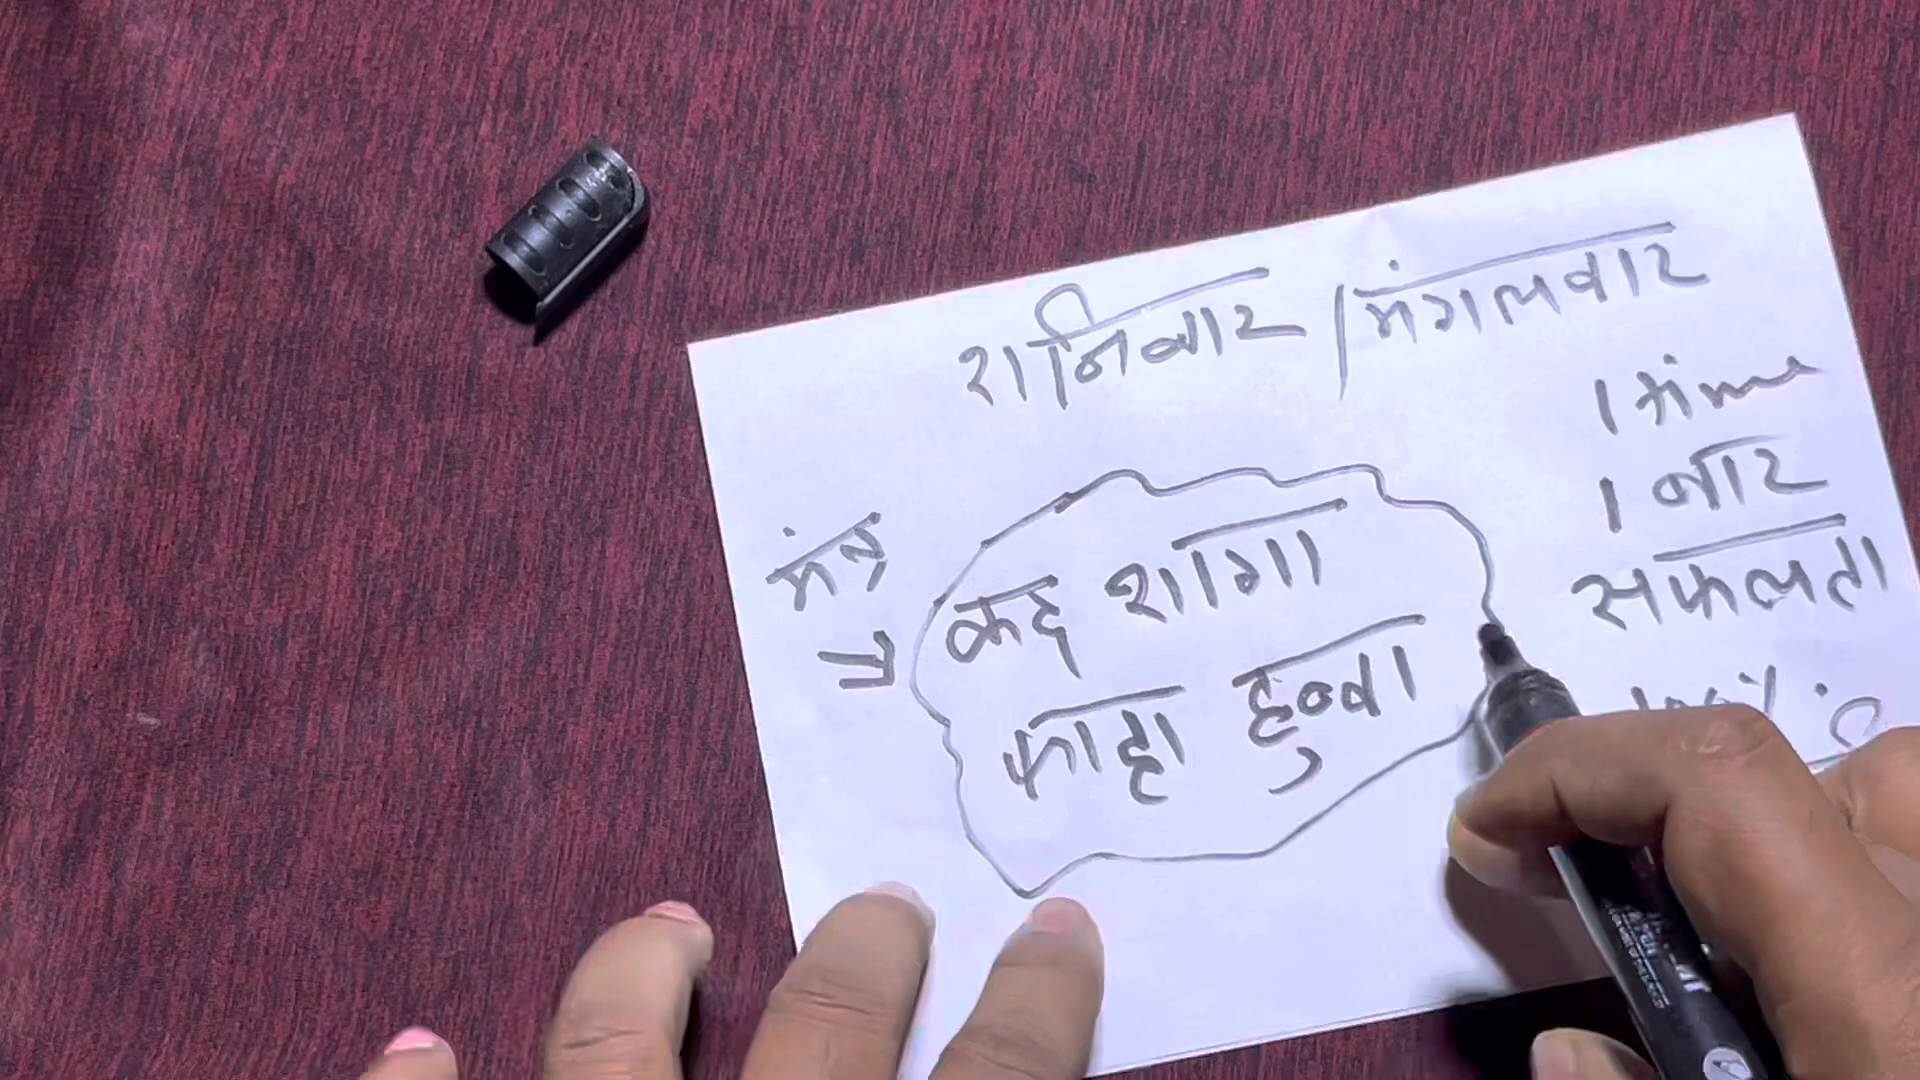 शनिवार / मंगलवार
1 time
1 बार
सफलता
मंत्र
कद्द शागा
काहा हुब्बा